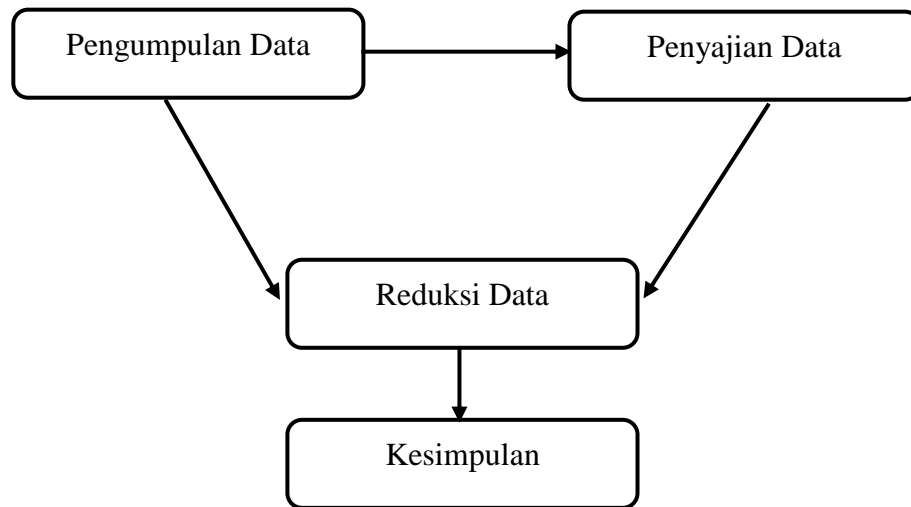 Pengumpulan Data
Penyajian Data
Reduksi Data
Kesimpulan